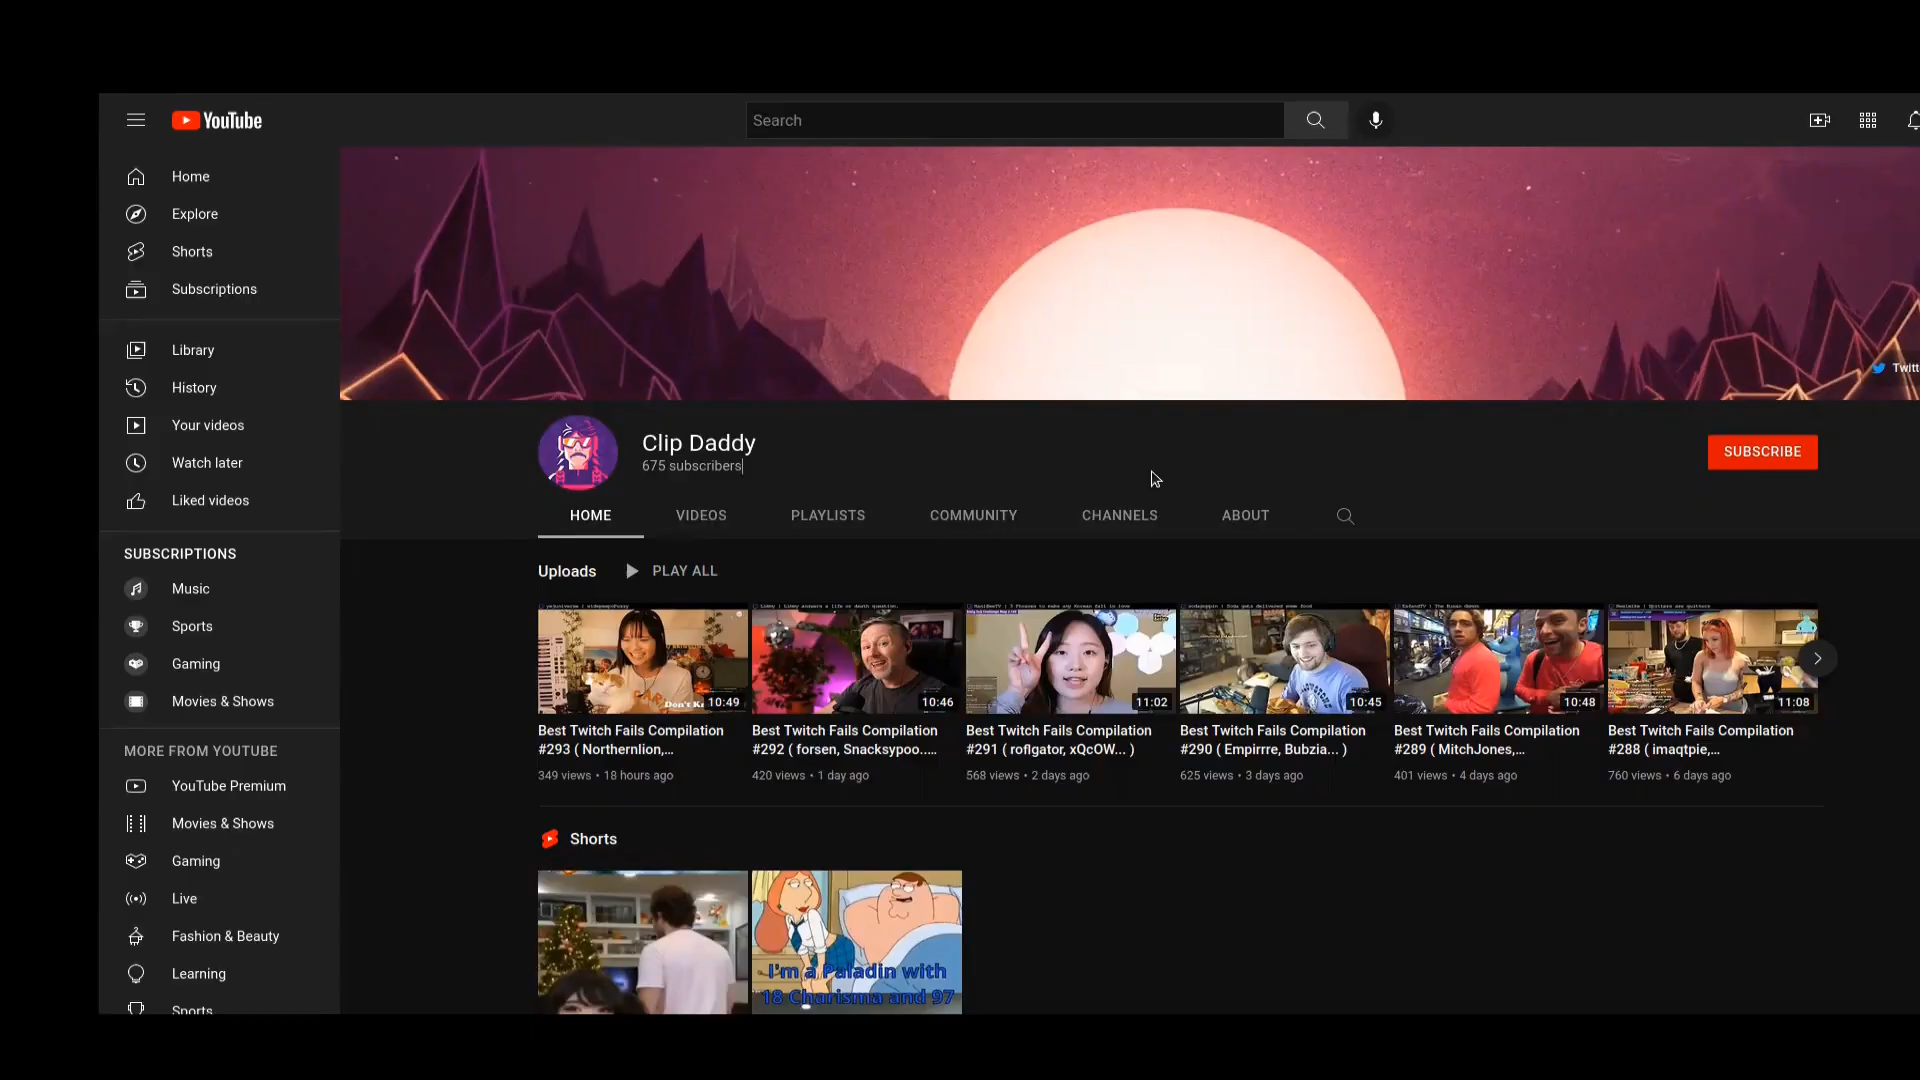 YouTube
Search
Home
Explore
Shorts
Subscriptions
Library
History
Your videos
Watch later
Liked videos
SUBSCRIPTIONS
Music
Sports
Gaming
Movies & Shows
MORE FROM YOUTUBE
YouTube Premium
Movies & Shows
Gaming
Live
Fashion & Beauty
Learning
Sports
Twitt
Clip Daddy
675 subscribers
SUBSCRIBE
HOME
VIDEOS
PLAYLISTS
COMMUNITY
CHANNELS
ABOUT
Uploads
PLAY ALL
10:49
Best Twitch Fails Compilation
#293 ( Northernlion,...
349 views • 18 hours ago
10:46
Best Twitch Fails Compilation
#292 ( forsen, Snacksypoo.....
420 views • 1 day ago
11:02
Best Twitch Fails Compilation
#291 ( roflgator, xQcOW... )
568 views • 2 days ago
10:45
Best Twitch Fails Compilation
#290 ( Empirrre, Bubzia... )
625 views • 3 days ago
10:48
Best Twitch Fails Compilation
#289 ( MitchJones,...
401 views • 4 days ago
11:08
Best Twitch Fails Compilation
#288 ( imaqtpie,...
760 views • 6 days ago
Shorts
I'm a Paladin with
18 Charisma and 97